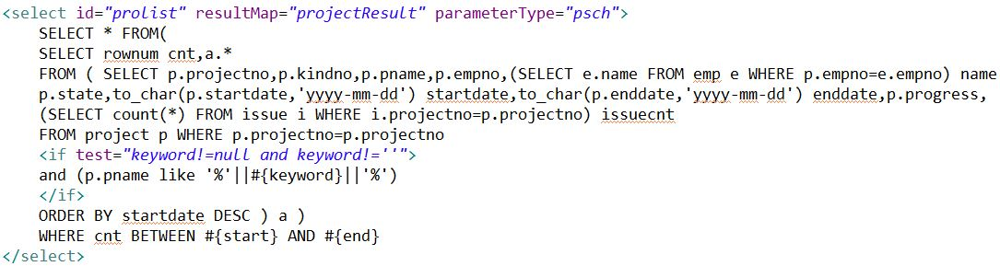 <select id="prolist" resultMap="projectResult" parameterType="psch">
SELECT * FROM(
SELECT rownum cnt,a.*
FROM ( SELECT p.projectno,p.kindno,p.pname,p.empno,(SELECT e.name FROM emp e WHERE p.empno=e.empno) name
p.state,to_char(p.startdate,'yyyy-mm-dd') startdate,to_char(p.enddate,'yyyy-mm-dd') enddate,p.progress,
(SELECT count(*) FROM issue i WHERE i.projectno=p.projectno) issuecnt
FROM project p WHERE p.projectno=p.projectno
<if test="keyword!=null and keyword!=''">
and (p.pname like '%'||#{keyword}||'%')
</if>
ORDER BY startdate DESC ) a )
WHERE cnt BETWEEN #{start} AND #{end}
</select>